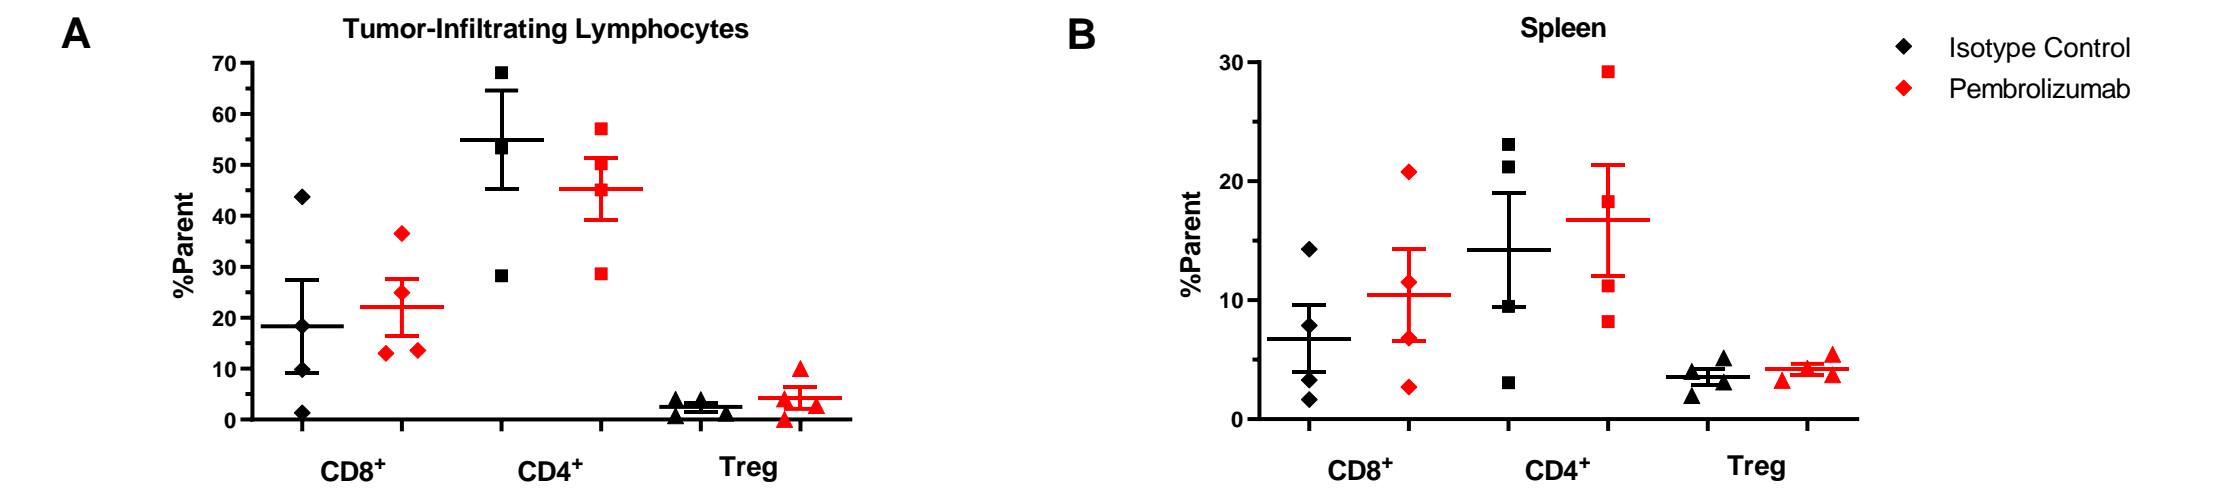 A
Tumor-Infiltrating Lymphocytes
%Parent
70
60
50
40
30
20
10
0
CD8⁺
CD4⁺
Treg
B
Spleen
%Parent
30
20
10
0
CD8⁺
CD4⁺
Treg
Isotype Control
Pembrolizumab